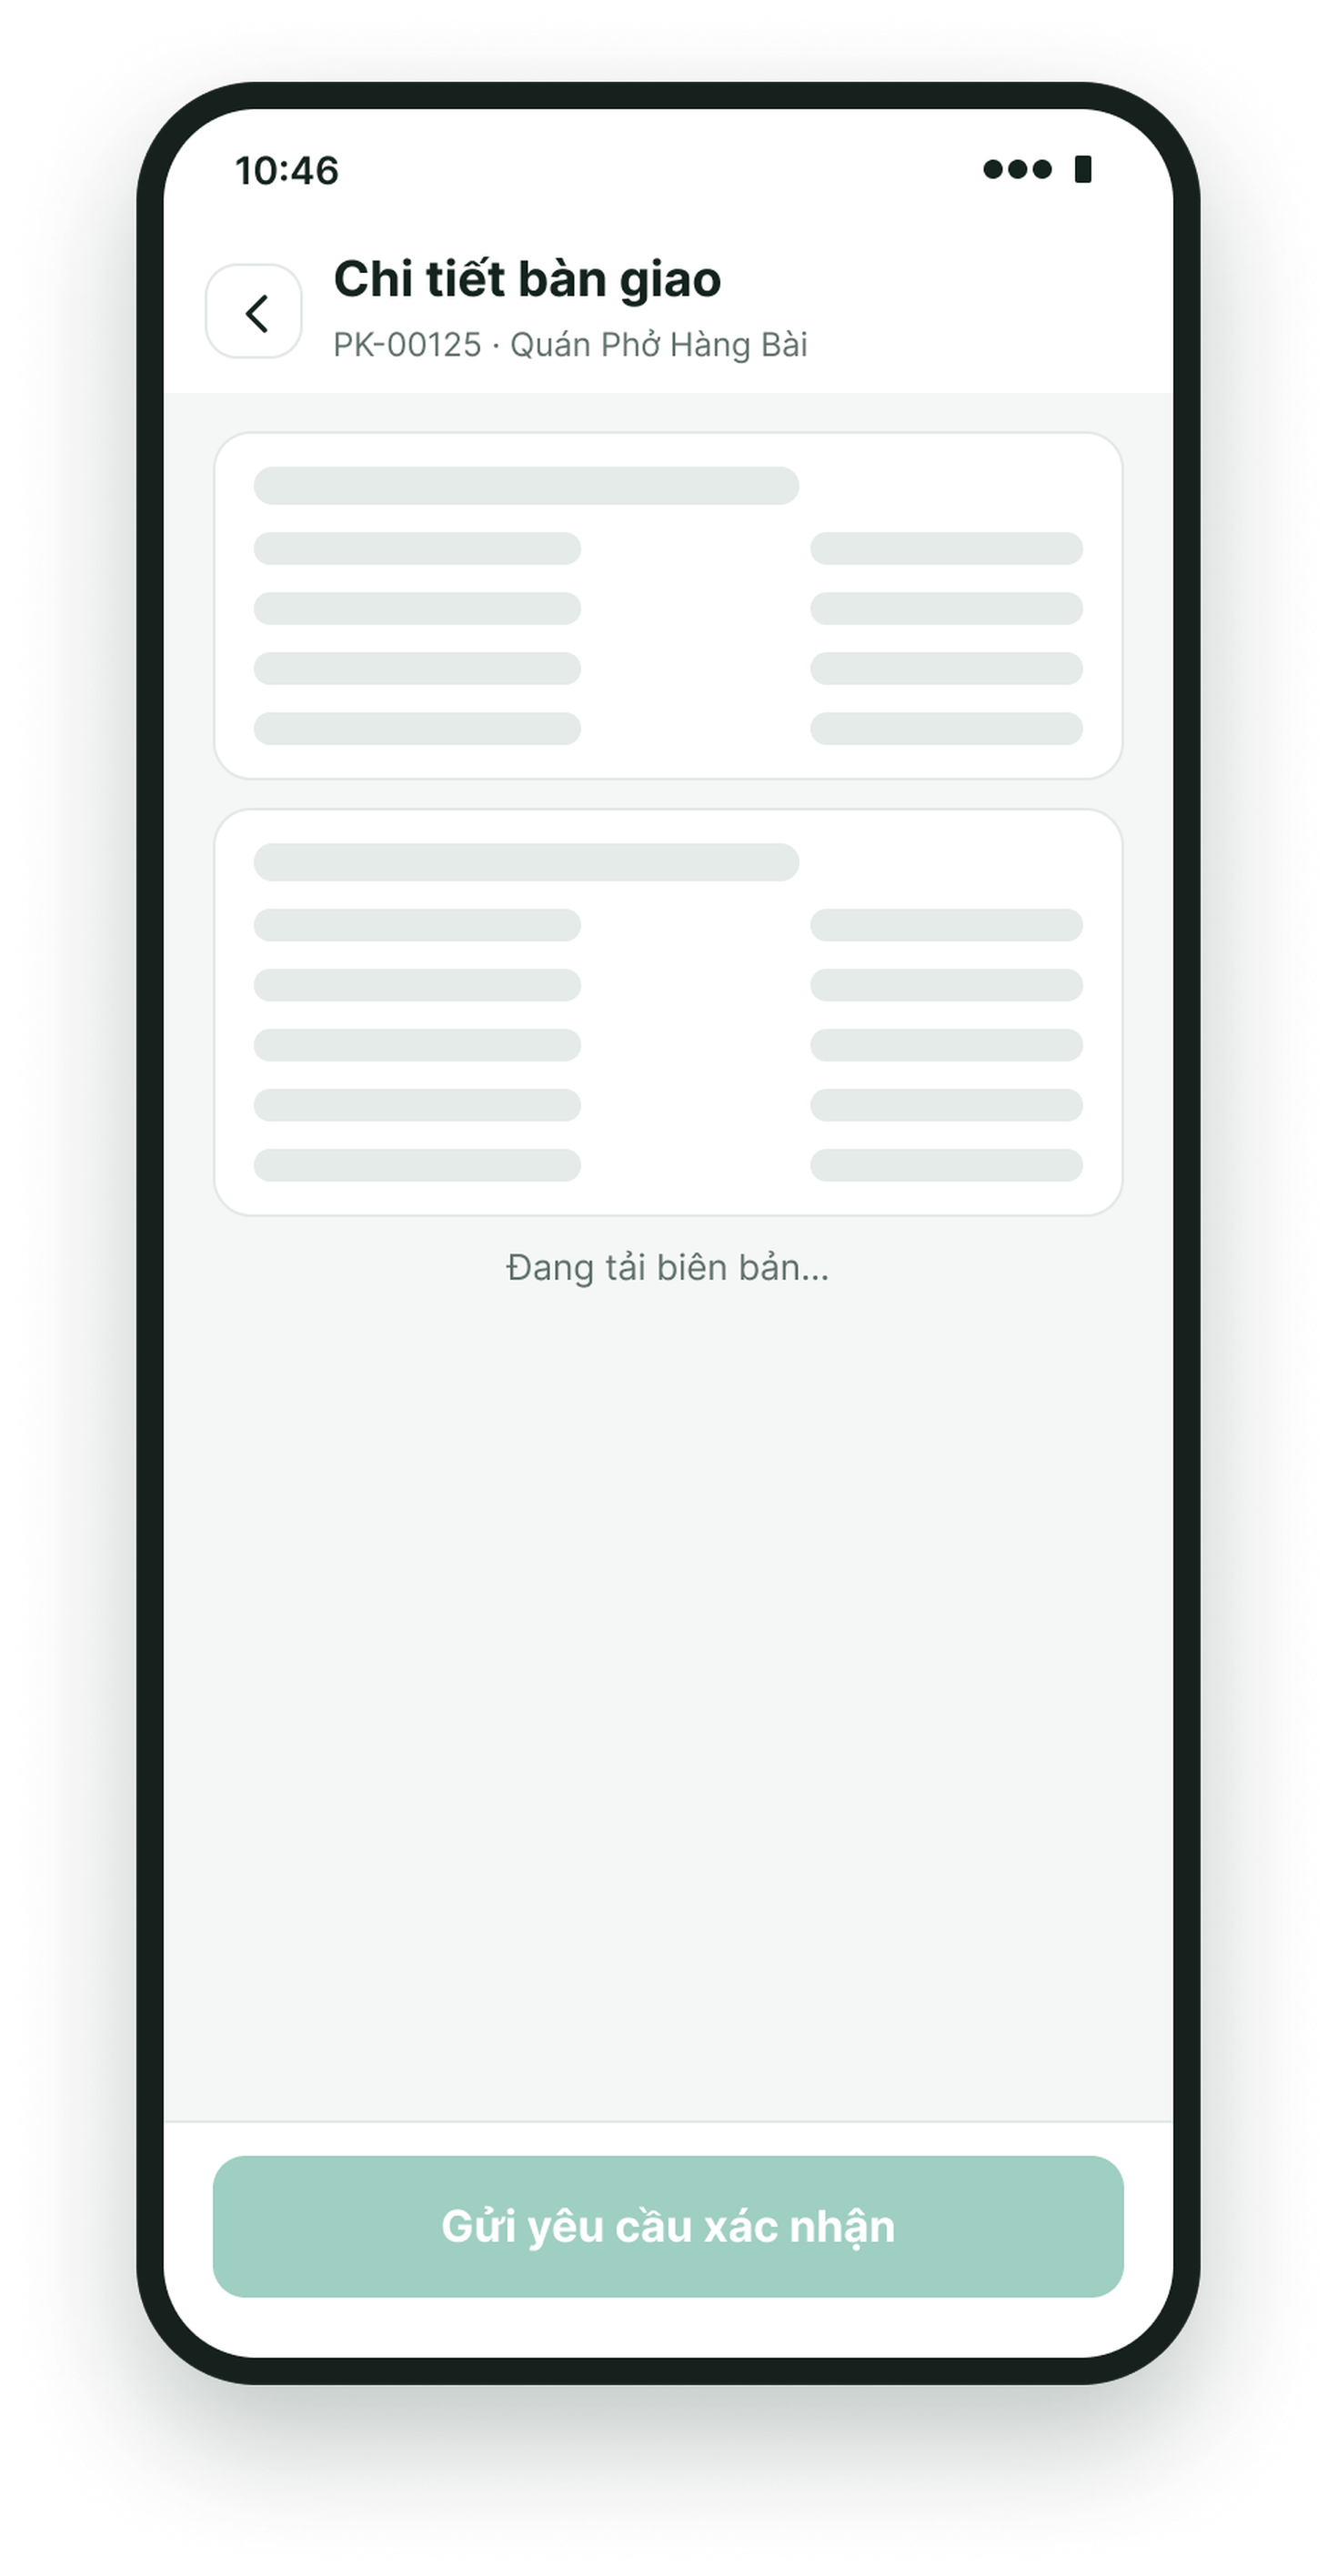 10:46
Chi tiết bàn giao
PK-00125 · Quán Phở Hàng Bài
Đang tải biên bản...
Gửi yêu cầu xác nhận